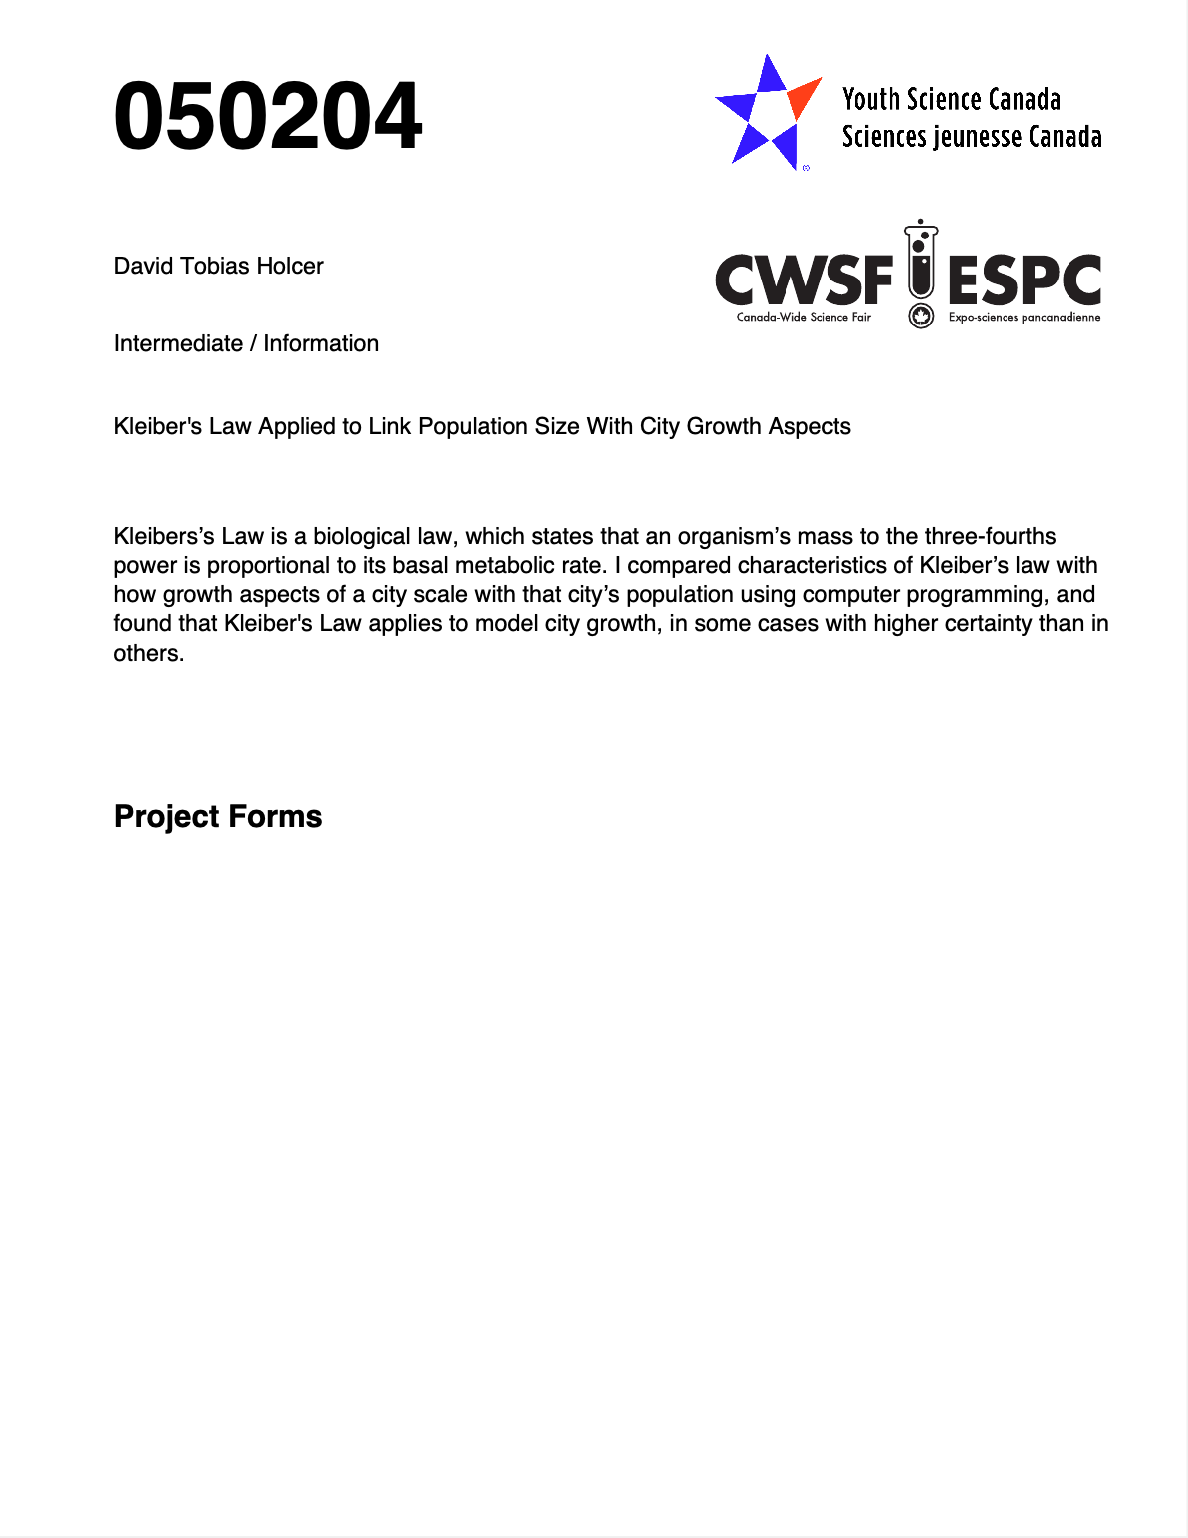 050204
Youth Science Canada
Sciences jeunesse Canada
®
David Tobias Holcer
CWSF ESPC
Canada-Wide Science Fair Expo-sciences pancanadienne
Intermediate / Information
Kleiber's Law Applied to Link Population Size With City Growth Aspects
Kleibers’s Law is a biological law, which states that an organism’s mass to the three-fourths
power is proportional to its basal metabolic rate. I compared characteristics of Kleiber’s law with
how growth aspects of a city scale with that city’s population using computer programming, and
found that Kleiber's Law applies to model city growth, in some cases with higher certainty than in
others.
Project Forms